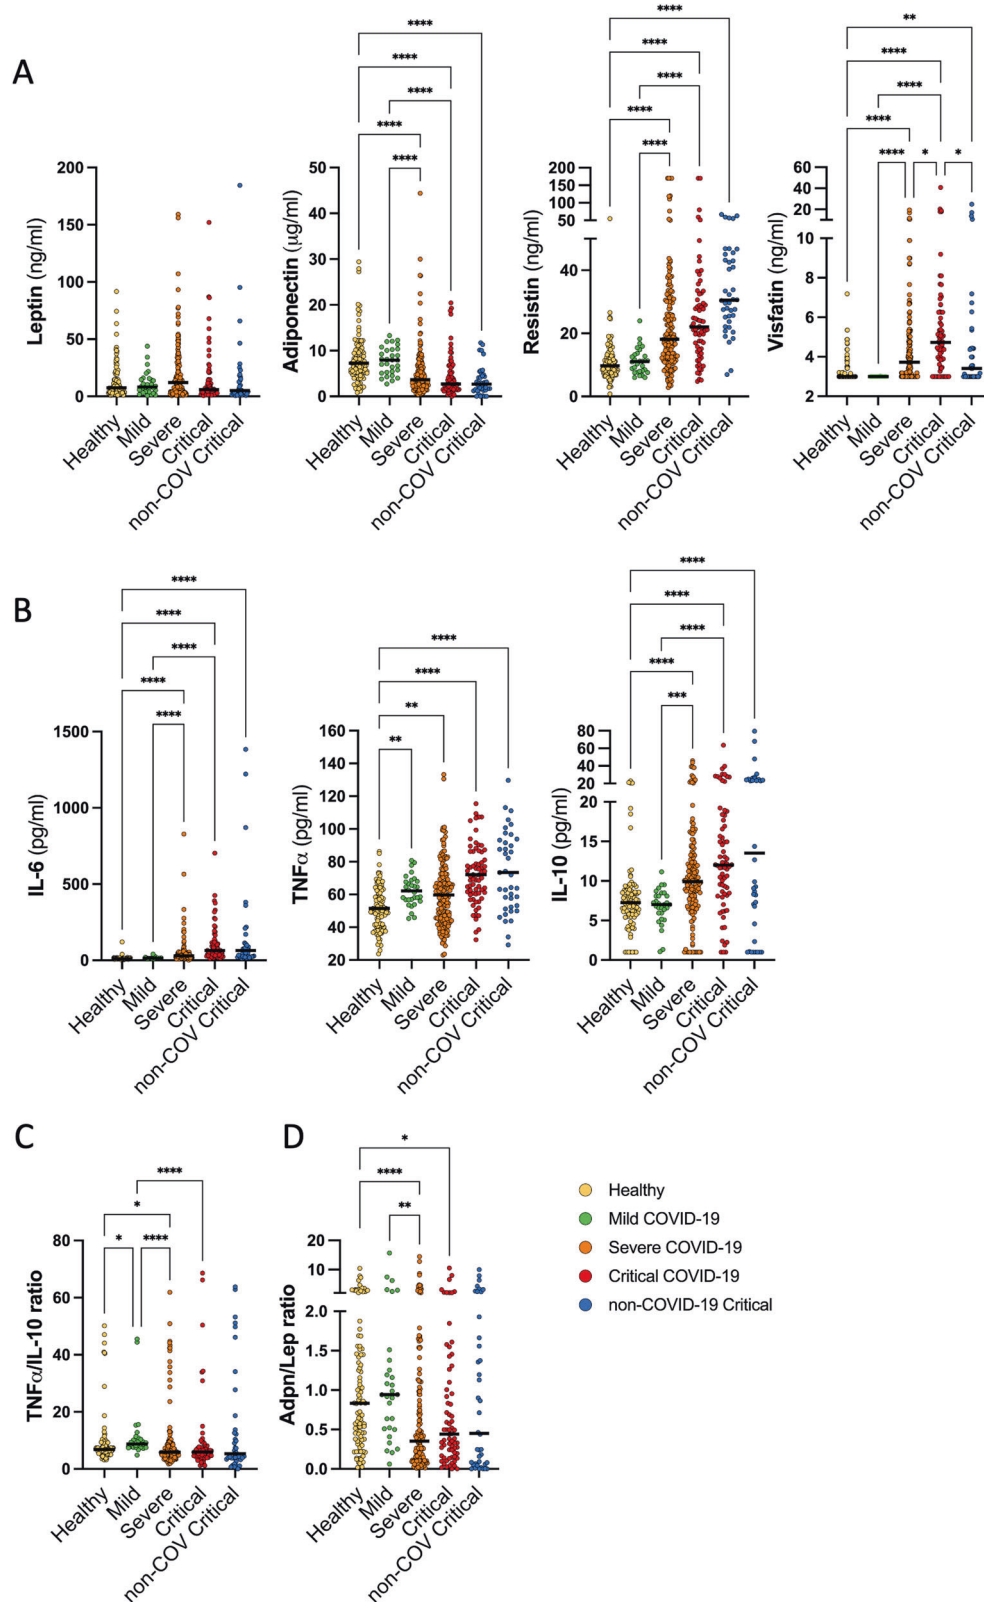 A
****
****
****
****
****
200
150
100
50
0
Leptin (ng/ml)
Healthy
Mild
Severe
Critical
non-COV Critical
50
40
30
20
10
0
Adiponectin (µg/ml)
Healthy
Mild
Severe
Critical
non-COV Critical
****
****
****
****
****
200
150
100
50
40
20
0
Resistin (ng/ml)
Healthy
Mild
Severe
Critical
non-COV Critical
**
****
****
****
****
*
*
60
40
20
10
8
6
4
2
Visfatin (ng/ml)
Healthy
Mild
Severe
Critical
non-COV Critical
B
****
****
****
****
****
1500
1000
500
0
IL-6 (pg/ml)
Healthy
Mild
Severe
Critical
non-COV Critical
****
****
**
**
160
140
120
100
80
60
40
20
TNFα (pg/ml)
Healthy
Mild
Severe
Critical
non-COV Critical
****
****
****
****
***
80
60
40
20
20
15
10
5
0
IL-10 (pg/ml)
Healthy
Mild
Severe
Critical
non-COV Critical
C
****
*
*
****
80
60
40
20
0
TNFα/IL-10 ratio
Healthy
Mild
Severe
Critical
non-COV Critical
D
*
****
**
20
10
2.0
1.5
1.0
0.5
0.0
Adpn/Lep ratio
Healthy
Mild
Severe
Critical
non-COV Critical
Healthy
Mild COVID-19
Severe COVID-19
Critical COVID-19
non-COVID-19 Critical